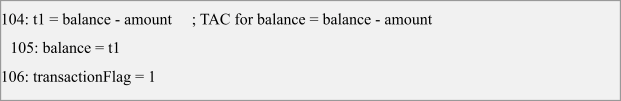 104: t1 = balance - amount ; TAC for balance = balance - amount
105: balance = t1
106: transactionFlag = 1